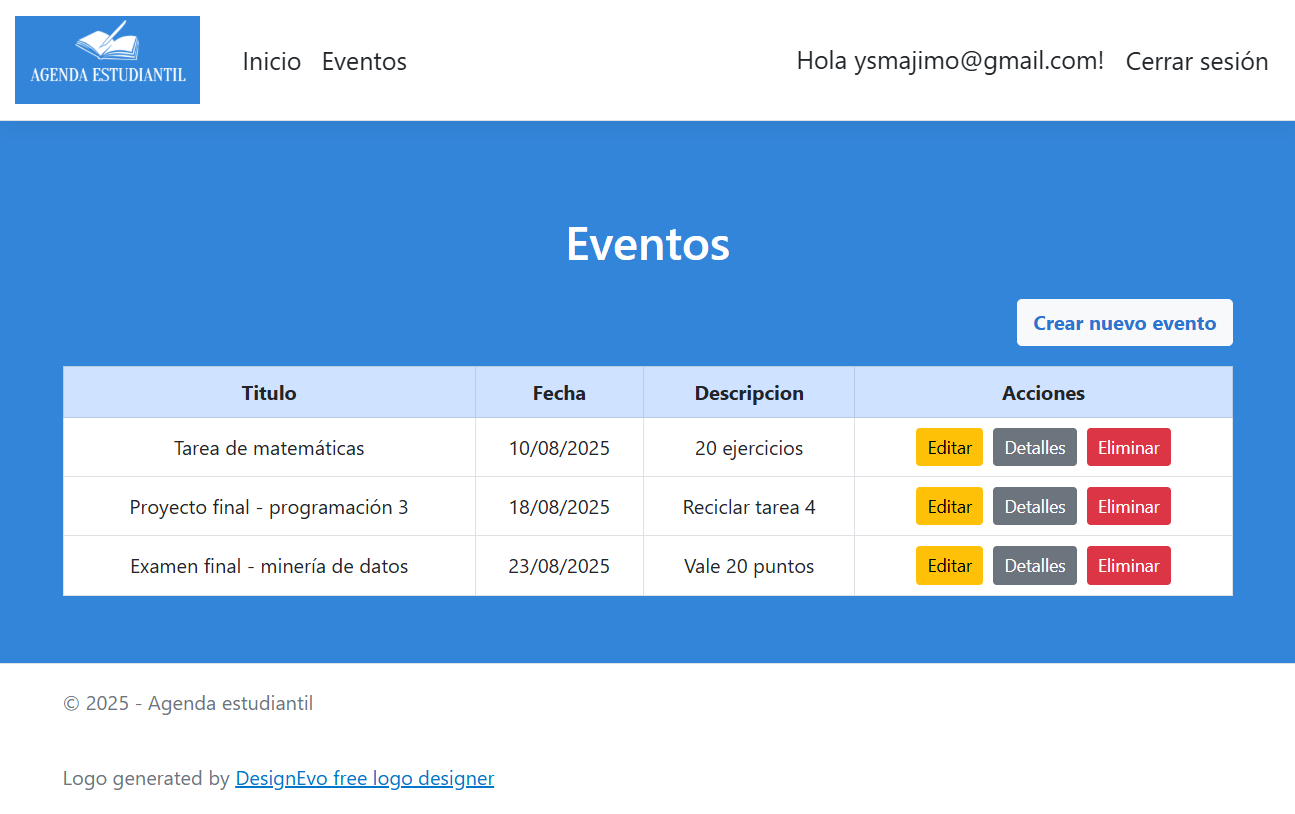 AGENDA ESTUDIANTIL
Inicio Eventos Hola ysmajimo@gmail.com! Cerrar sesión
Eventos
Crear nuevo evento
Titulo Fecha Descripcion Acciones
Tarea de matemáticas 10/08/2025 20 ejercicios Editar Detalles Eliminar
Proyecto final - programación 3 18/08/2025 Reciclar tarea 4 Editar Detalles Eliminar
Examen final - minería de datos 23/08/2025 Vale 20 puntos Editar Detalles Eliminar
© 2025 - Agenda estudiantil
Logo generated by DesignEvo free logo designer